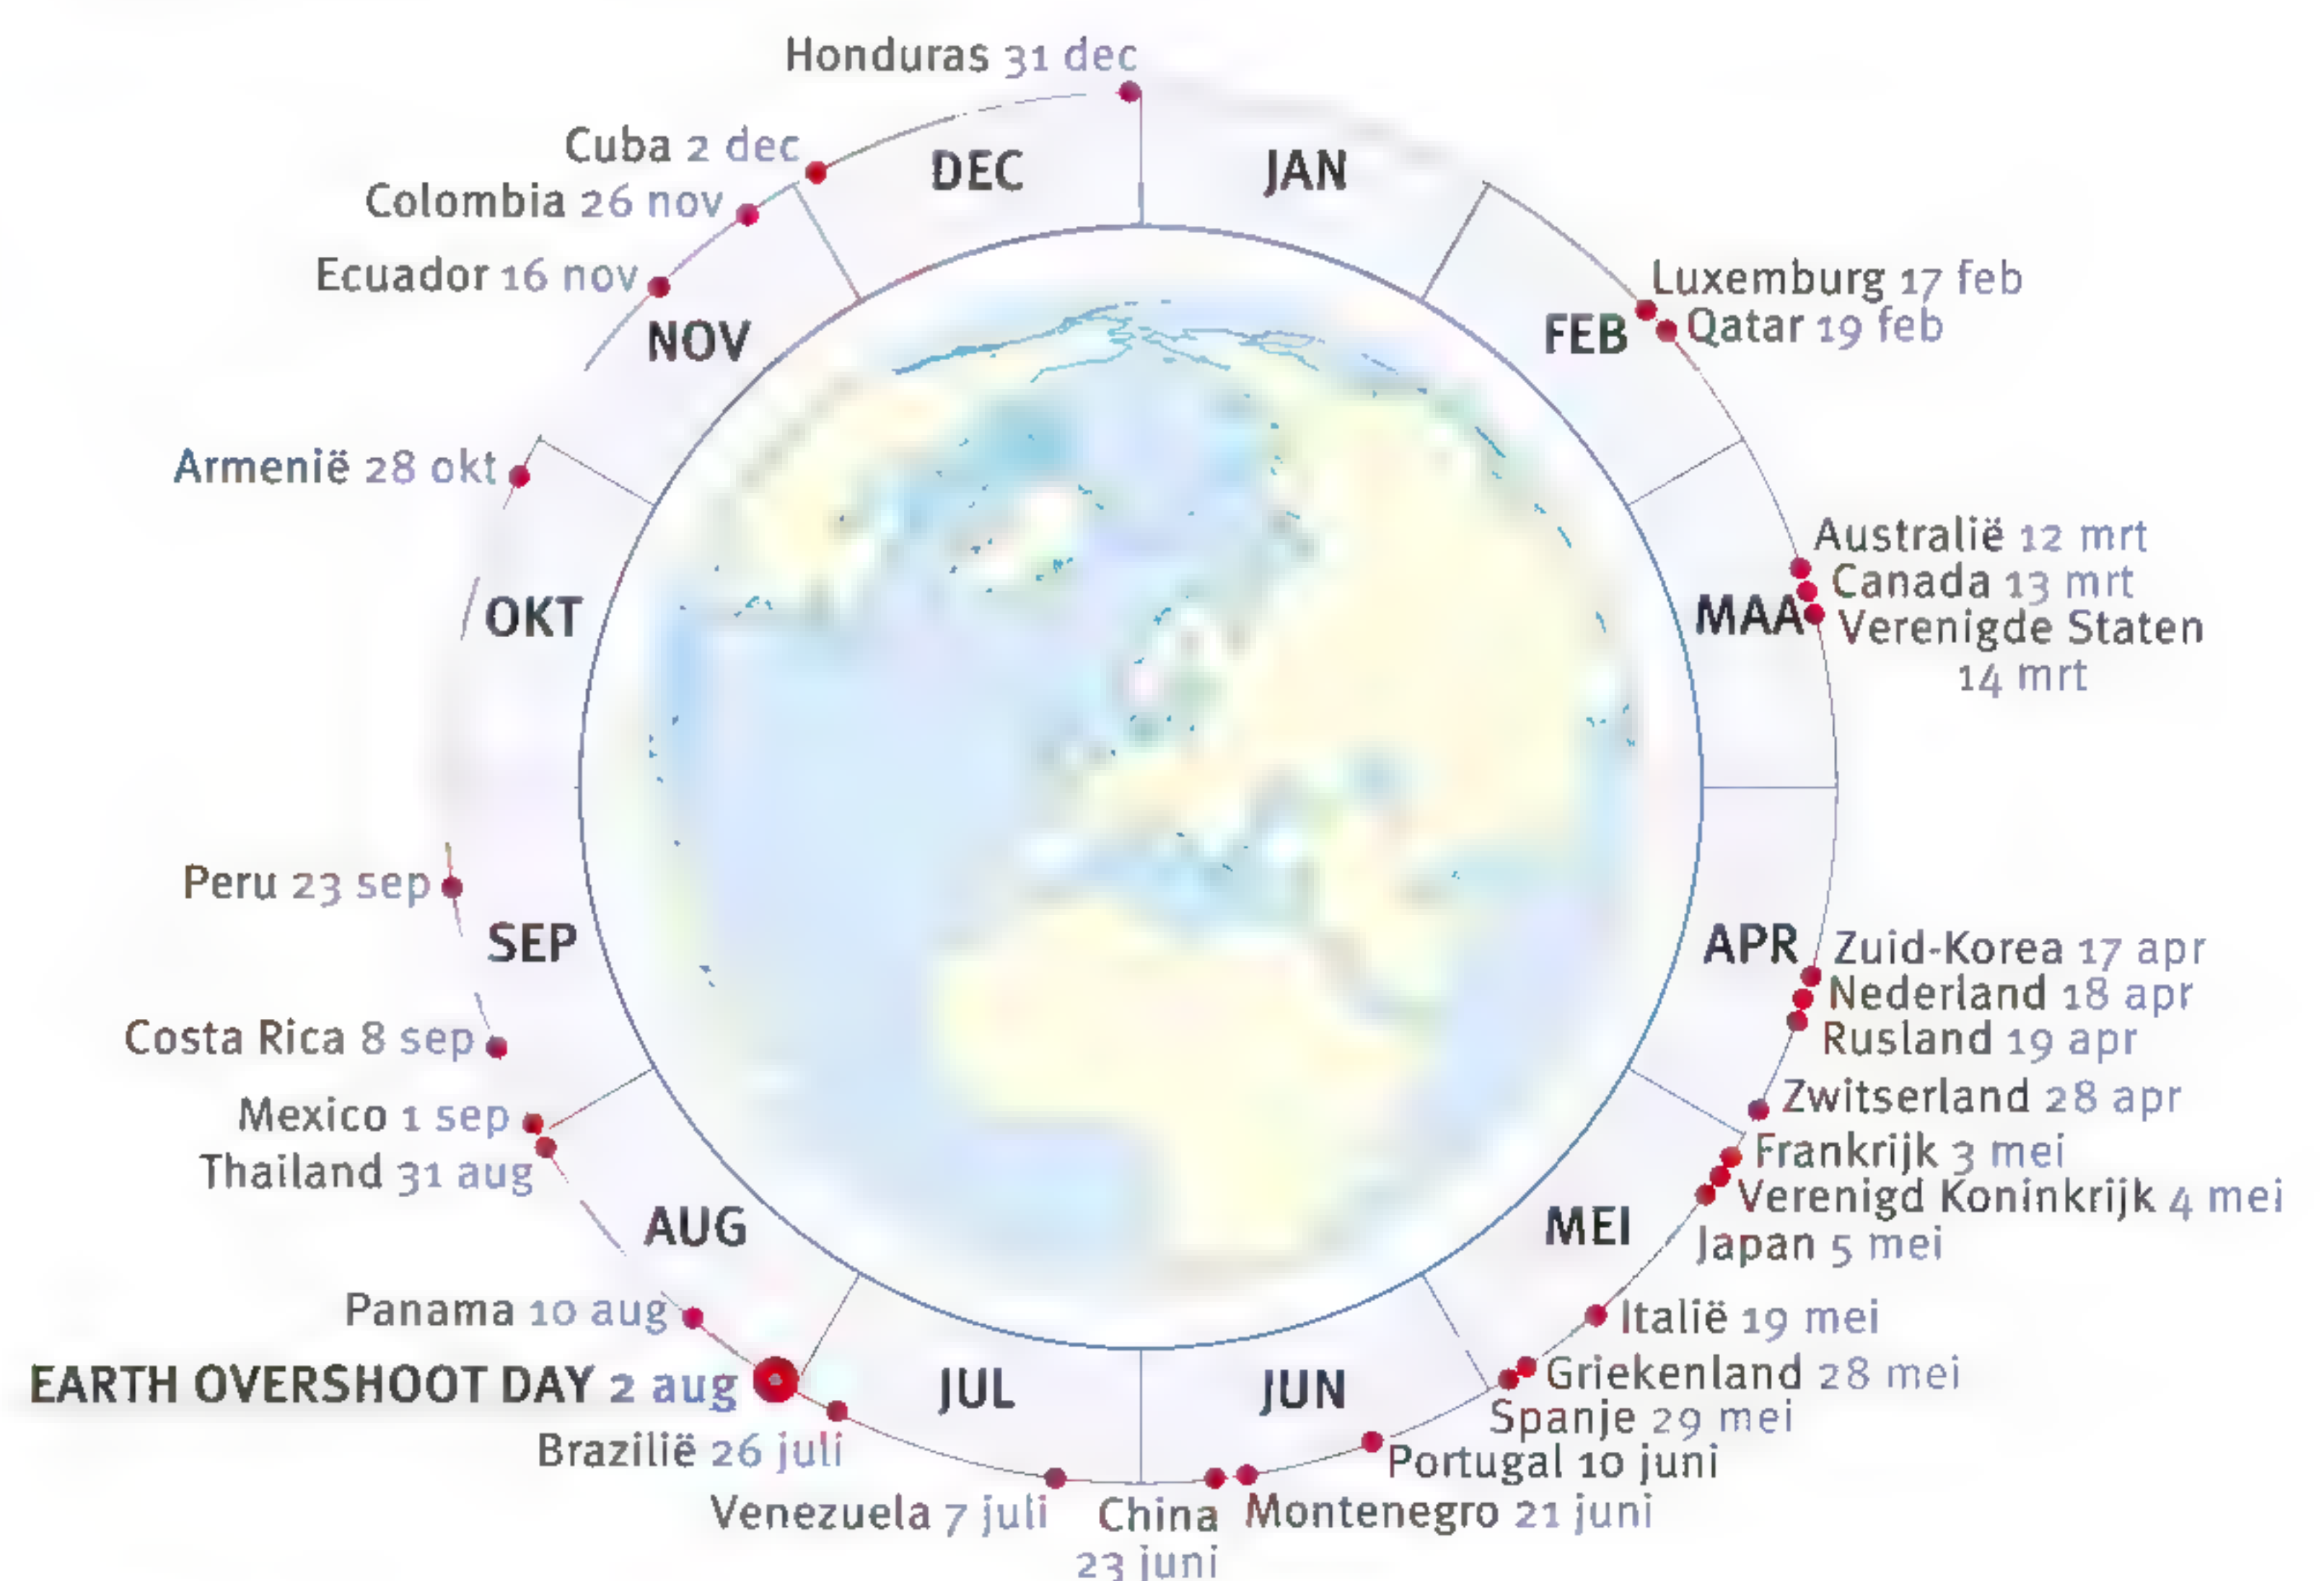 Honduras 31 dec
Cuba 2 dec
Colombia 26 nov
Ecuador 16 nov
Armenië 28 okt
Peru 23 sep
Costa Rica 8 sep
Mexico 1 sep
Thailand 31 aug
Panama 10 aug
EARTH OVERSHOOT DAY 2 aug
Brazilië 26 juli
Venezuela 7 juli
China
23 juni
Montenegro 21 juni
Portugal 10 juni
Spanje 29 mei
Griekenland 28 mei
Italië 19 mei
Japan 5 mei
Verenigd Koninkrijk 4 mei
Frankrijk 3 mei
Zwitserland 28 apr
Rusland 19 apr
Nederland 18 apr
Zuid-Korea 17 apr
Verenigde Staten
14 mrt
Canada 13 mrt
Australië 12 mrt
Qatar 19 feb
Luxemburg 17 feb
JAN
FEB
MAA
APR
MEI
JUN
JUL
AUG
SEP
OKT
NOV
DEC